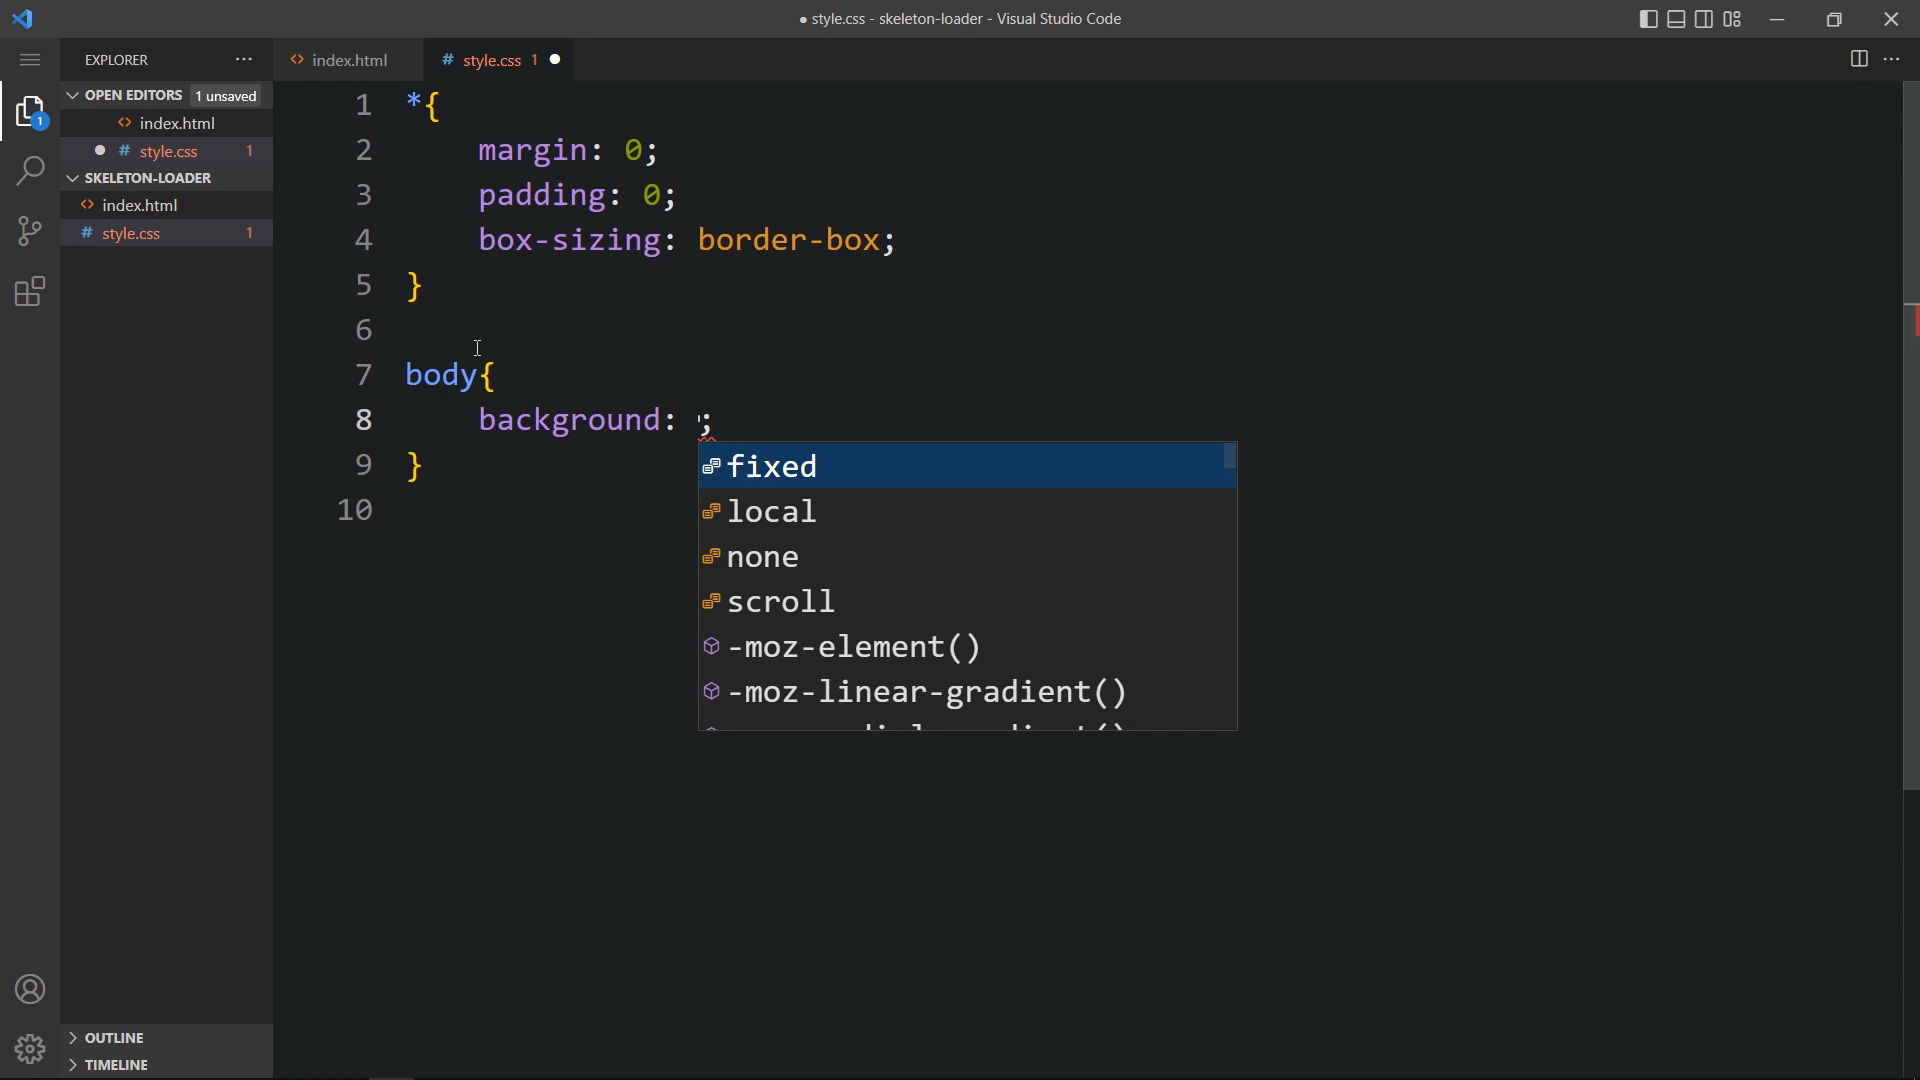 ● style.css - skeleton-loader - Visual Studio Code
EXPLORER
index.html
# style.css 1
OPEN EDITORS 1 unsaved
index.html
# style.css 1
SKELETON-LOADER
index.html
# style.css 1
1
1 *{
2 margin: 0;
3 padding: 0;
4 box-sizing: border-box;
5 }
6
7 body{
8 background: ;
9 }
10
fixed
local
none
scroll
-moz-element()
-moz-linear-gradient()
OUTLINE
TIMELINE